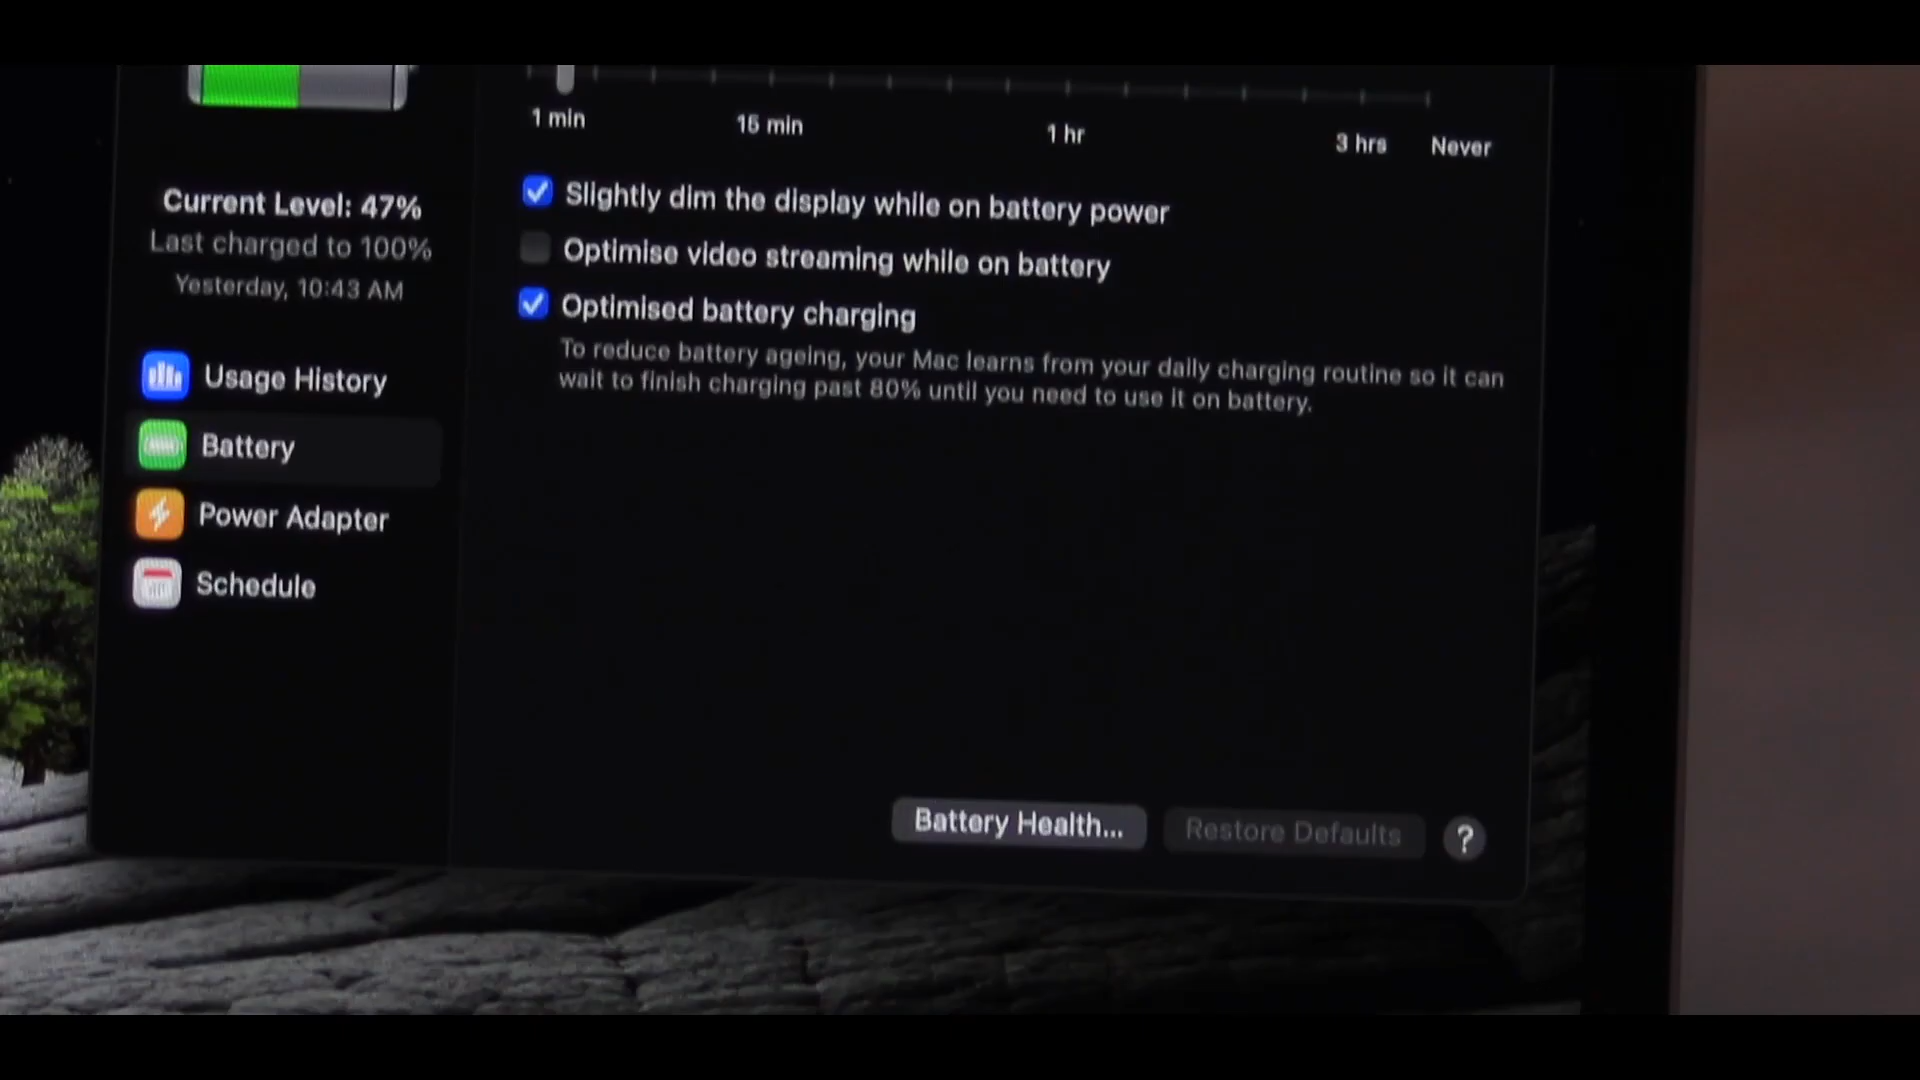 1 min
15 min
1 hr
3 hrs
Never
Current Level: 47%
Last charged to 100%
Yesterday, 10:43 AM
Usage History
Battery
Power Adapter
Schedule
Slightly dim the display while on battery power
Optimise video streaming while on battery
Optimised battery charging
To reduce battery ageing, your Mac learns from your daily charging routine so it can
wait to finish charging past 80% until you need to use it on battery.
Battery Health...
Restore Defaults
?